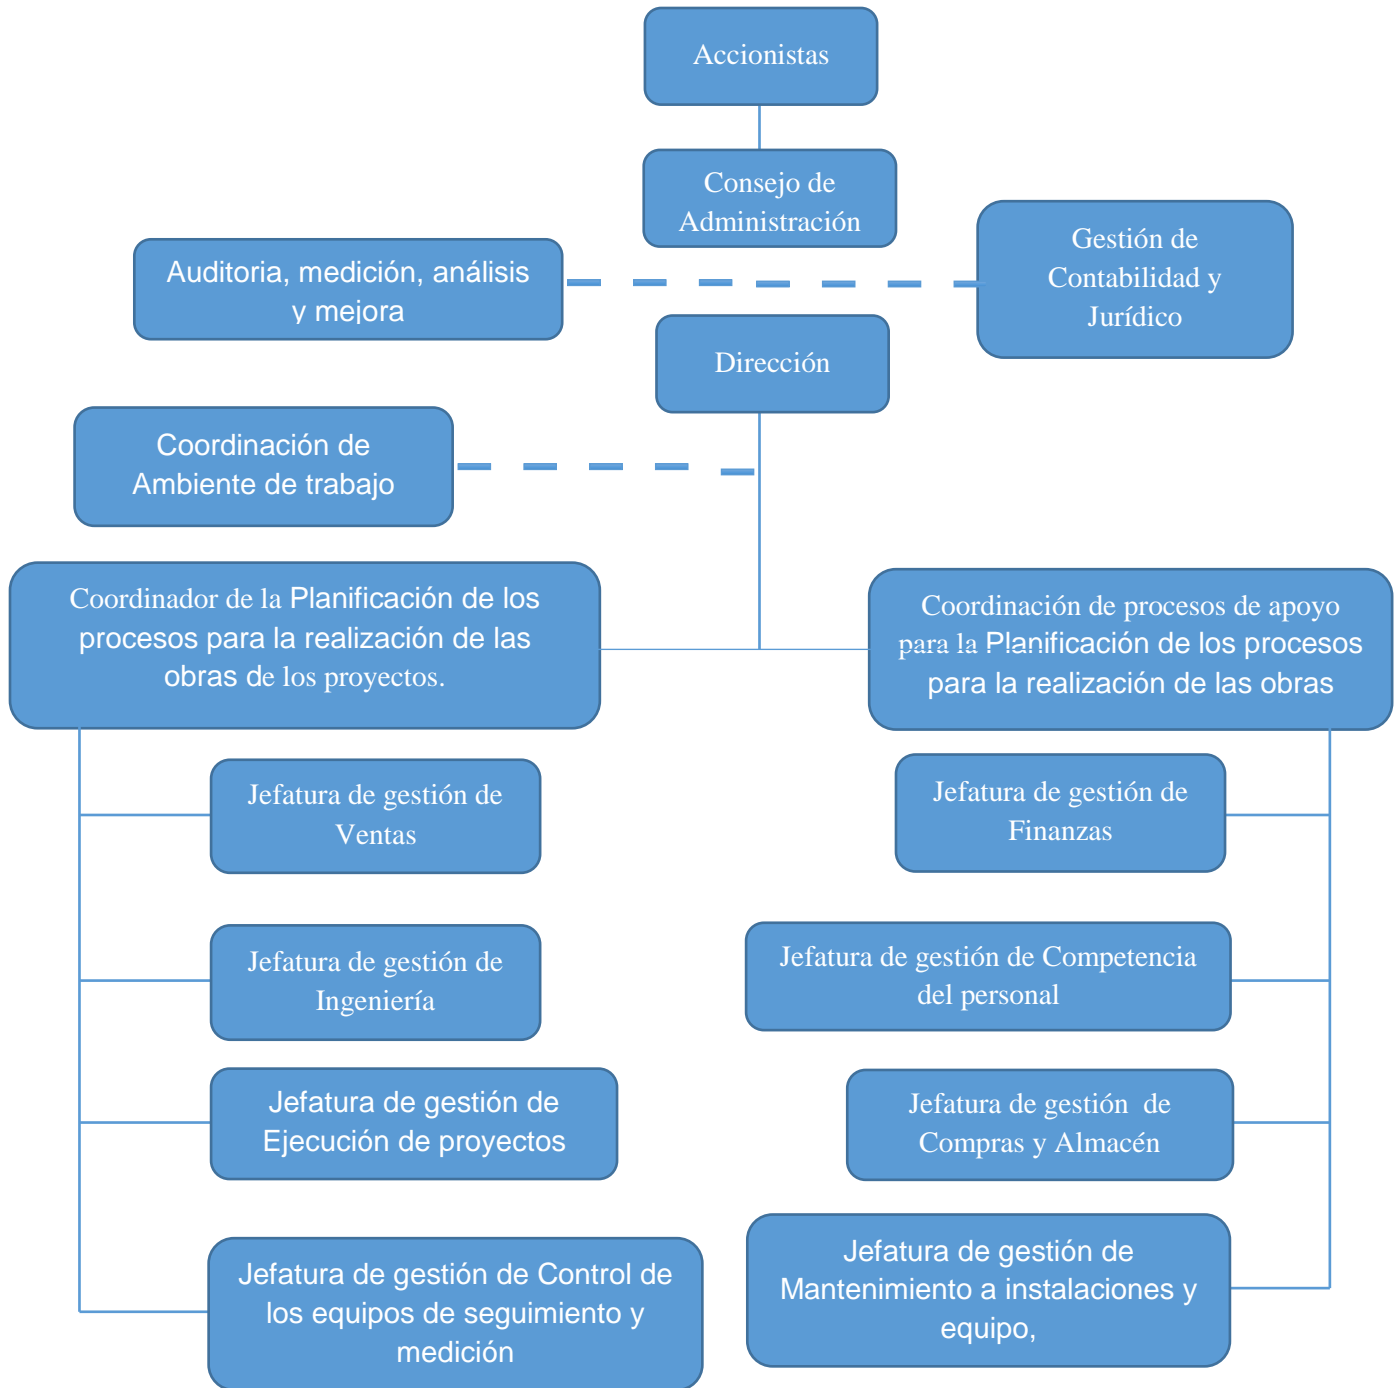 Accionistas
Consejo de
Administración
Gestión de
Contabilidad y
Jurídico
Auditoria, medición, análisis
y mejora
Dirección
Coordinación de
Ambiente de trabajo
Coordinador de la Planificación de los
procesos para la realización de las
obras de los proyectos.
Coordinación de procesos de apoyo
para la Planificación de los procesos
para la realización de las obras
Jefatura de gestión de
Ventas
Jefatura de gestión de
Ingeniería
Jefatura de gestión de
Ejecución de proyectos
Jefatura de gestión de Control de
los equipos de seguimiento y
medición
Jefatura de gestión de
Finanzas
Jefatura de gestión de Competencia
del personal
Jefatura de gestión  de
Compras y Almacén
Jefatura de gestión de
Mantenimiento a instalaciones y
equipo,